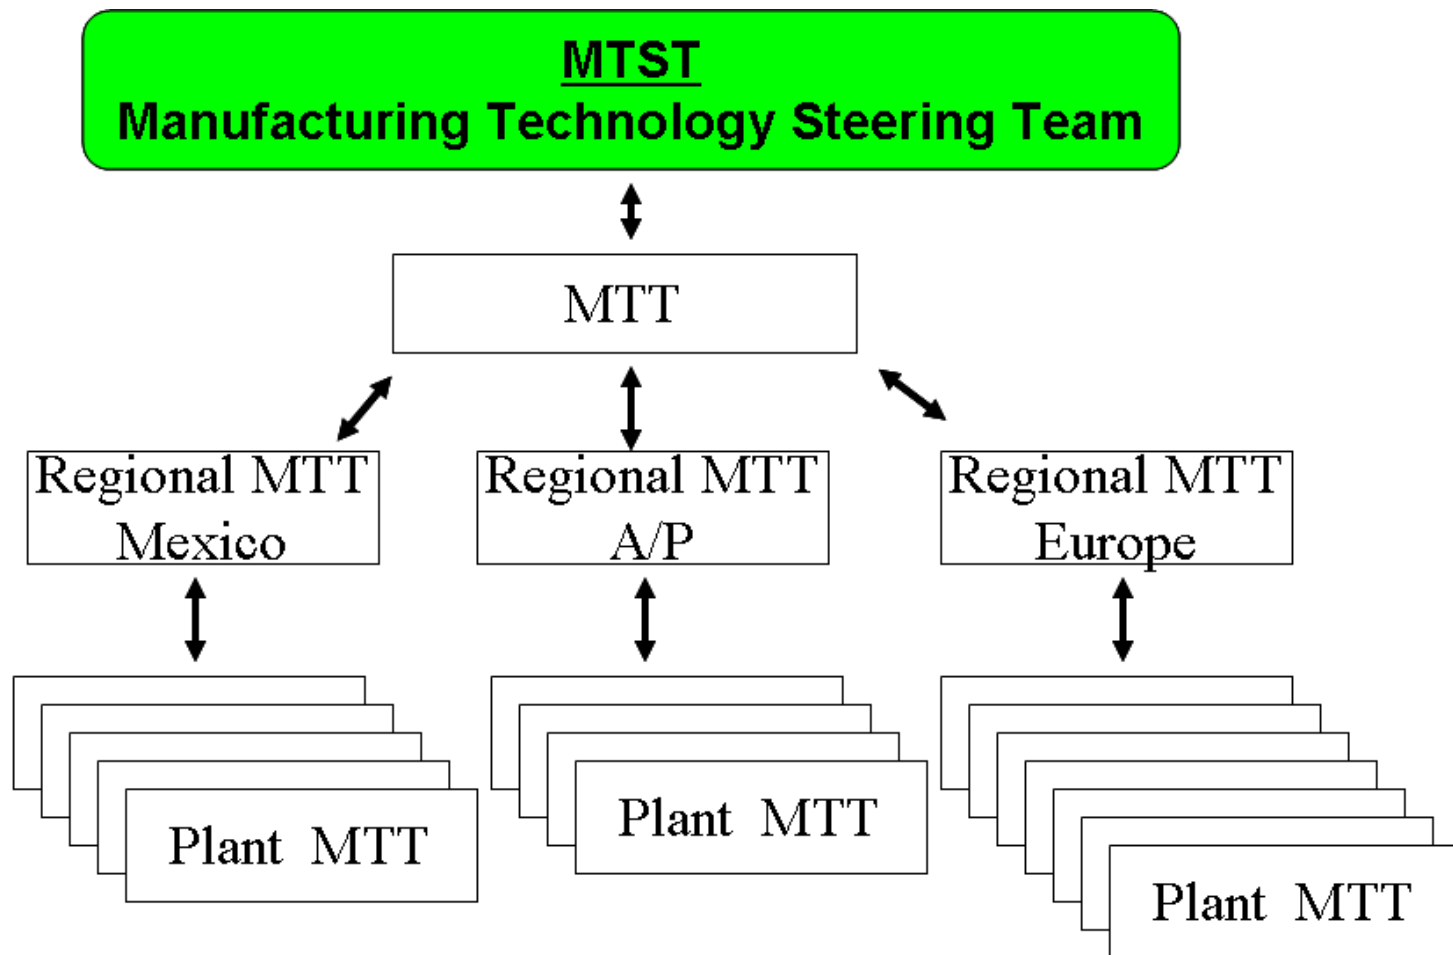 MTST
Manufacturing Technology Steering Team
MTT
Regional MTT
Mexico
Regional MTT
A/P
Regional MTT
Europe
Plant MTT
Plant MTT
Plant MTT